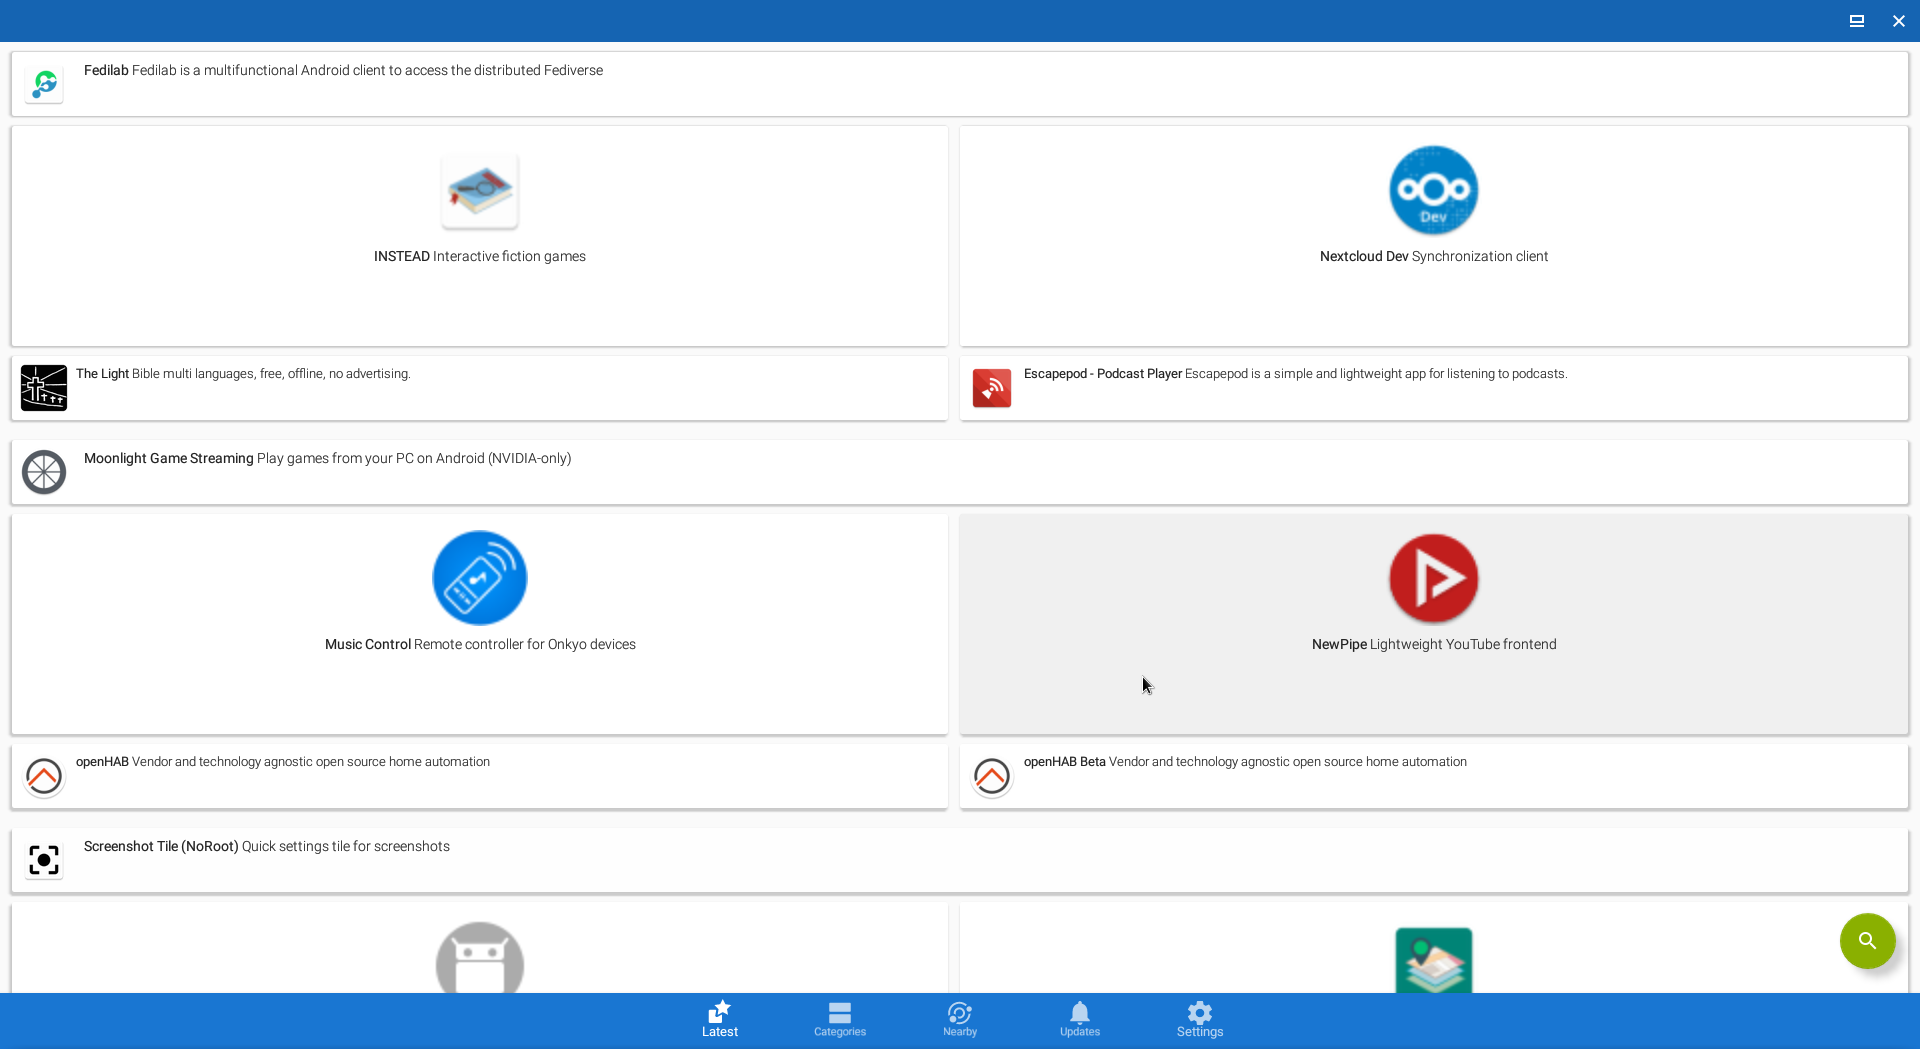 Fedilab Fedilab is a multifunctional Android client to access the distributed Fediverse
INSTEAD Interactive fiction games
Dev
Nextcloud Dev Synchronization client
The Light Bible multi languages, free, offline, no advertising.
Escapepod - Podcast Player Escapepod is a simple and lightweight app for listening to podcasts.
Moonlight Game Streaming Play games from your PC on Android (NVIDIA-only)
Music Control Remote controller for Onkyo devices
NewPipe Lightweight YouTube frontend
openHAB Vendor and technology agnostic open source home automation
openHAB Beta Vendor and technology agnostic open source home automation
Screenshot Tile (NoRoot) Quick settings tile for screenshots
Latest
Categories
Nearby
Updates
Settings